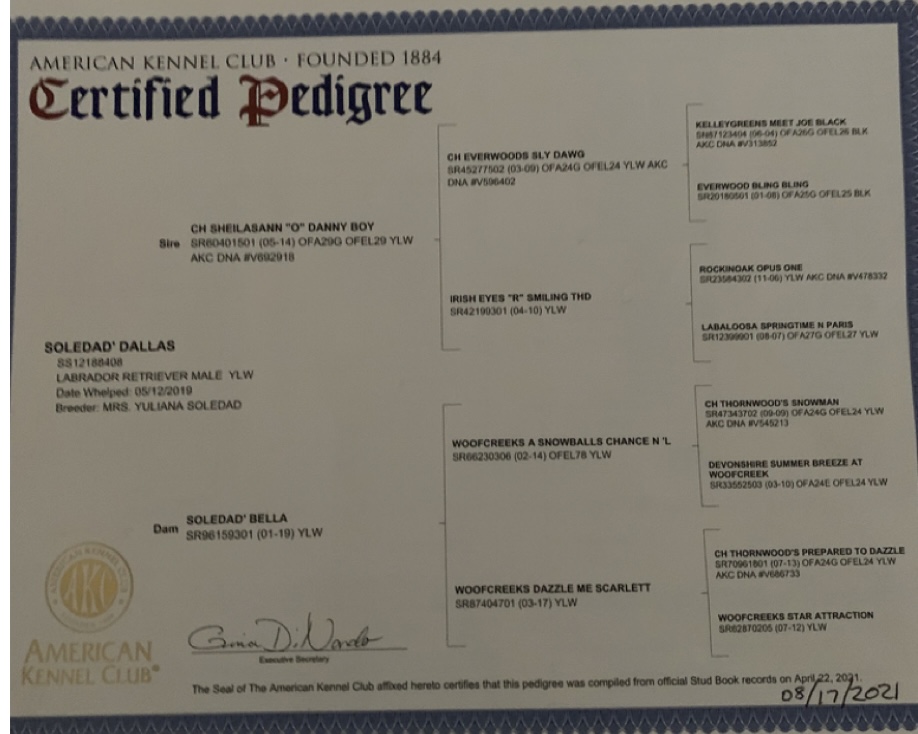 AMERICAN KENNEL CLUB · FOUNDED 1884
Certified Pedigree
SOLEDAD' DALLAS
SS12188408
LABRADOR RETRIEVER MALE YLW
Date Whelped: 05/12/2019
Breeder: MRS. YULIANA SOLEDAD
Sire
CH SHEILASANN "O" DANNY BOY
SR80401501 (05-14) OFA29G OFEL29 YLW
AKC DNA #V692918
Dam
SOLEDAD' BELLA
SR96159301 (01-19) YLW
CH EVERWOODS SLY DAWG
SR45277502 (03-09) OFA24G OFEL24 YLW AKC
DNA #V596402
IRISH EYES "R" SMILING THD
SR42190301 (04-10) YLW
WOOFCREEKS A SNOWBALLS CHANCE N 'L
SR66230306 (02-14) OFEL78 YLW
WOOFCREEKS DAZZLE ME SCARLETT
SR87404701 (03-17) YLW
KELLEYGREENS MEET JOE BLACK
SN87123404 (06-04) OFA26G OFEL26 BLK
AKC DNA #V313852
EVERWOOD BLING BLING
SR20180501 (01-08) OFA25G OFEL25 BLK
ROCKINOAK OPUS ONE
SR23584302 (11-06) YLW AKC DNA #V478332
LABALOOSA SPRINGTIME N PARIS
SR12399901 (08-07) OFA27G OFEL27 YLW
CH THORNWOOD'S SNOWMAN
SR47343702 (09-09) OFA24G OFEL24 YLW
AKC DNA #V545213
DEVONSHIRE SUMMER BREEZE AT
WOOFCREEK
SR33552503 (03-10) OFA24E OFEL24 YLW
CH THORNWOOD'S PREPARED TO DAZZLE
SR70961801 (07-13) OFA24G OFEL24 YLW
AKC DNA #V686733
WOOFCREEKS STAR ATTRACTION
SR62870205 (07-12) YLW
AMERICAN KENNEL CLUB
AKC
FOUNDED 1884
AMERICAN
KENNEL CLUB®
Gina DiNardo
Executive Secretary
The Seal of The American Kennel Club affixed hereto certifies that this pedigree was compiled from official Stud Book records on April 22, 2021.
08/17/2021